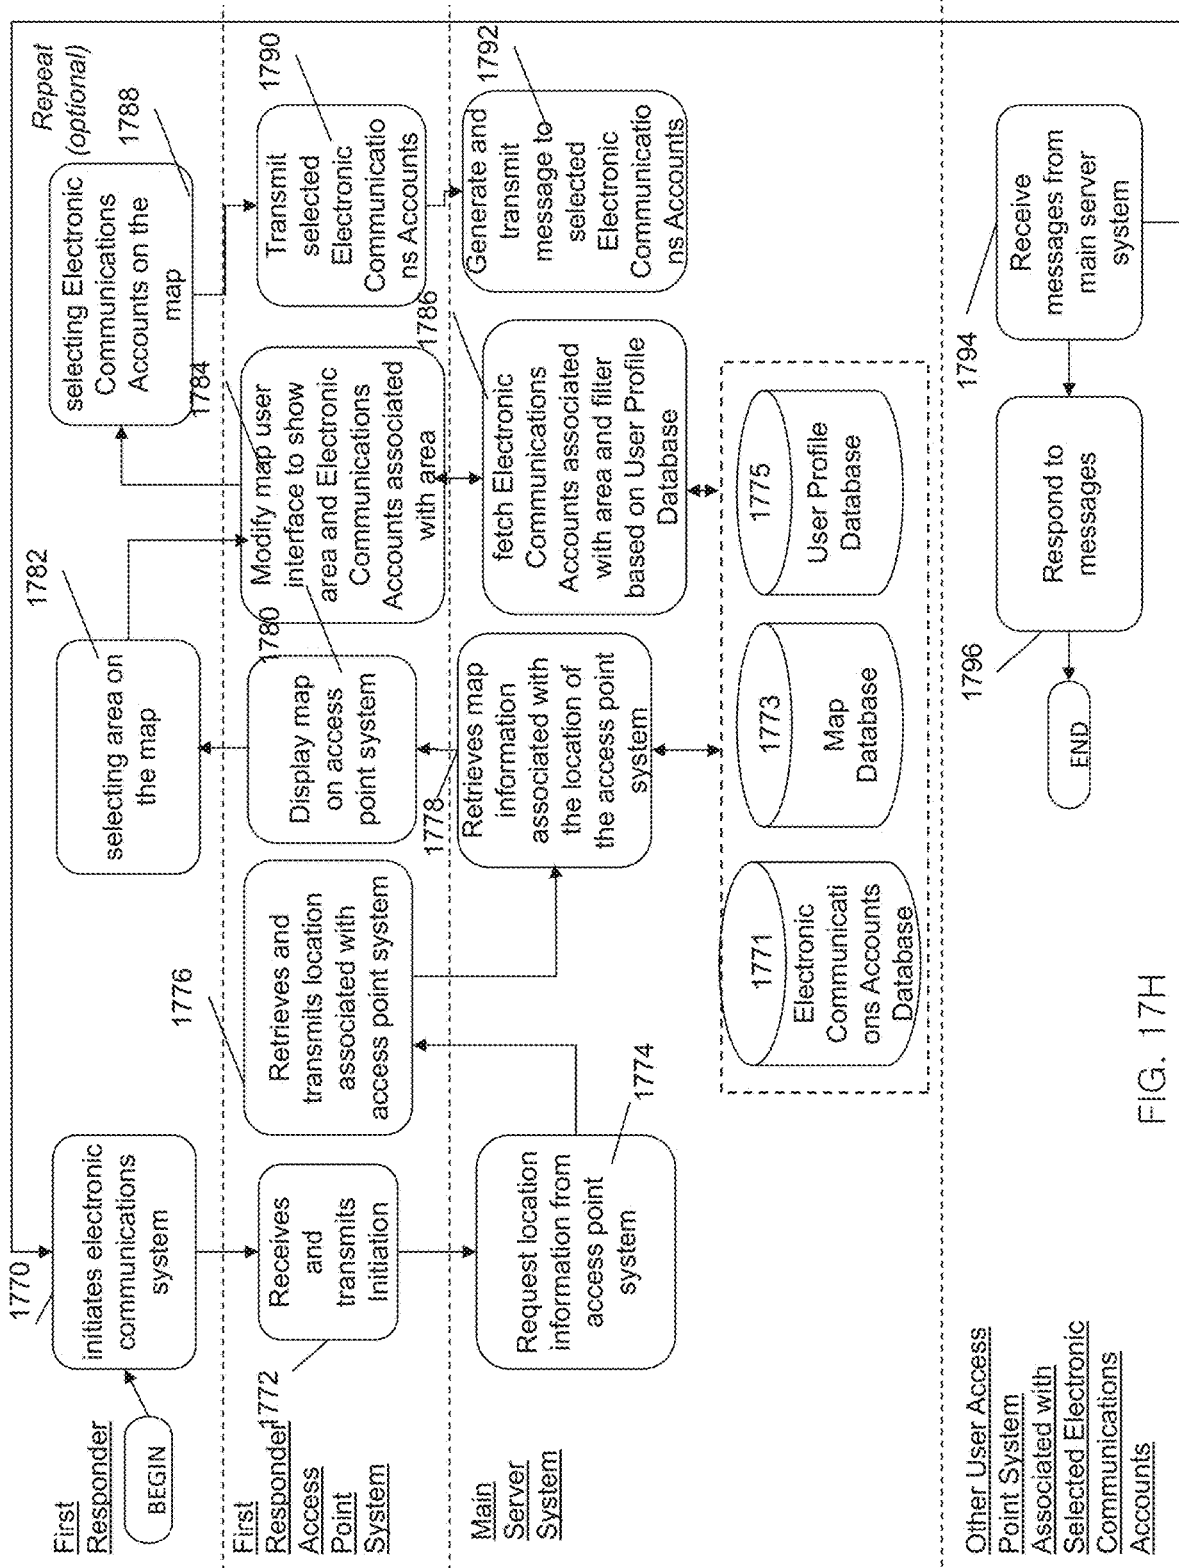 First
Responder
BEGIN
1770
initiates electronic
communications
system
1782
selecting area on
the map
selecting Electronic
Communications
Accounts on the
map
Repeat
(optional)
1788
First
Responder
Access
Point
System
1772
Receives
and
transmits
Initiation
1776
Retrieves and
transmits location
associated with
access point system
1780
Display map
on access
point system
1784
Modify map user
interface to show
area and Electronic
Communications
Accounts associated
with area
1790
Transmit
selected
Electronic
Communicatio
ns Accounts
Main
Server
System
Request location
information from
access point
system
1774
1778
Retrieves map
information
associated with
the location of
the access point
system
1786
fetch Electronic
Communications
Accounts associated
with area and filter
based on User Profile
Database
1792
Generate and
transmit
message to
selected
Electronic
Communicatio
ns Accounts
1771
Electronic
Communicati
ons Accounts
Database
1773
Map
Database
1775
User Profile
Database
Other User Access
Point System
Associated with
Selected Electronic
Communications
Accounts
END
1796
Respond to
messages
1794
Receive
messages from
main server
system
FIG. 17H